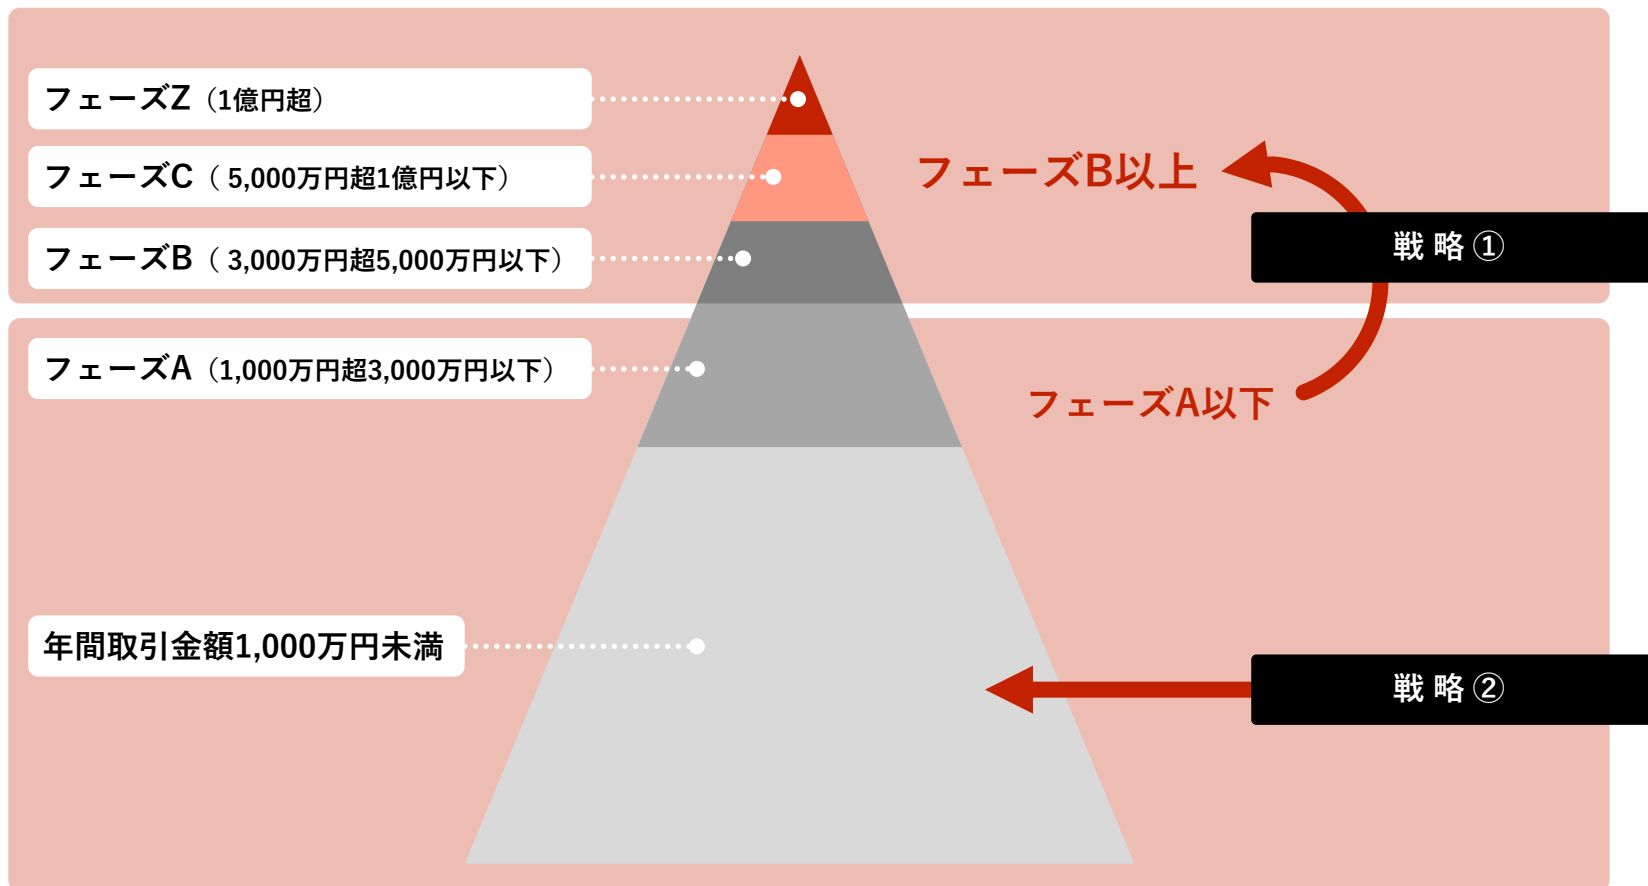 フェーズZ（1億円超）
フェーズC（ 5,000万円超1億円以下）
フェーズB以上
フェーズB（ 3,000万円超5,000万円以下）
戦 略 ①
フェーズA（1,000万円超3,000万円以下）
フェーズA以下
年間取引金額1,000万円未満
戦 略 ②